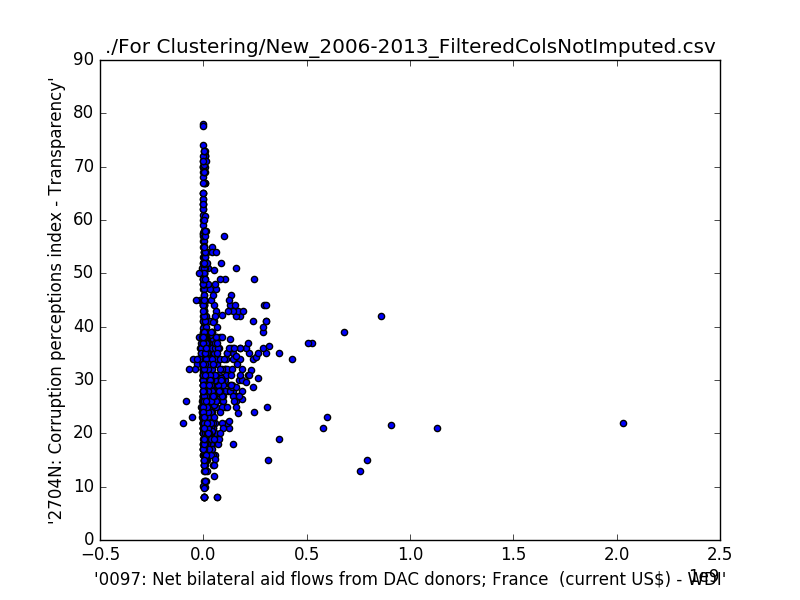 ./For Clustering/New_2006-2013_FilteredColsNotImputed.csv
90
80
70
60
50
40
30
20
10
0
'2704N: Corruption perceptions index - Transparency'
−0.5 0.0 0.5 1.0 1.5 2.0 2.5
1e9
'0097: Net bilateral aid flows from DAC donors; France  (current US$) - WDI'